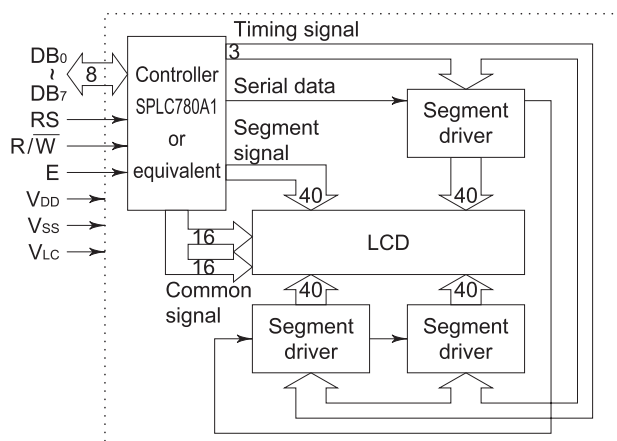 Timing signal
3
DB0
~
DB7
8
Controller
SPLC780A1
or
equivalent
Serial data
Segment
signal
Segment
driver
RS
R/W̅
E
VDD
VSS
VLC
40
40
16
16
LCD
Common
signal
40
40
Segment
driver
Segment
driver